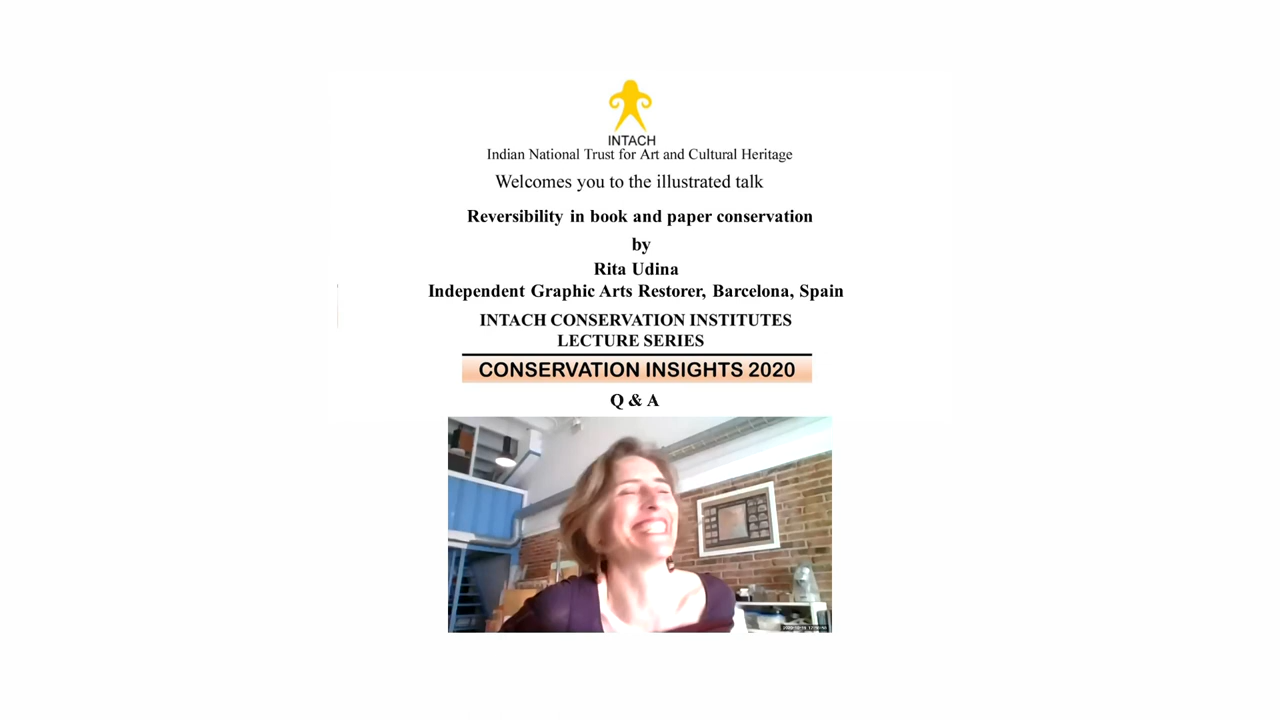 INTACH
Indian National Trust for Art and Cultural Heritage
Welcomes you to the illustrated talk
Reversibility in book and paper conservation
by
Rita Udina
Independent Graphic Arts Restorer, Barcelona, Spain
INTACH CONSERVATION INSTITUTES
LECTURE SERIES
CONSERVATION INSIGHTS 2020
Q & A